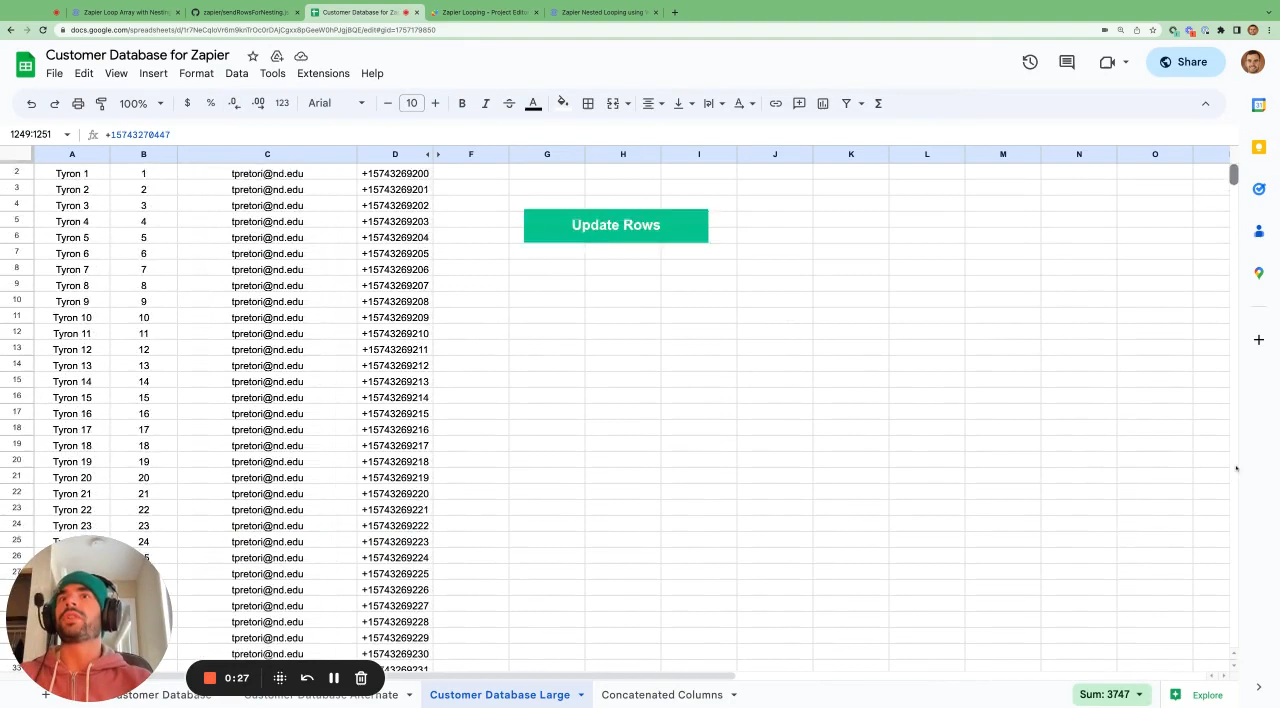 Zapier Loop Array with Nesting
zapier/sendRowsForNesting.js
Customer Database for Za
Zapier Looping - Project Editor
Zapier Nested Looping using
docs.google.com/spreadsheets/d/1r7NeCqIoVr6m9knTrOc0rDAjCgxx8pGeeW0hPJgjBQE/edit#gid=1757179850
Customer Database for Zapier
File Edit View Insert Format Data Tools Extensions Help
Share
100% $ % .0 .00 123 Arial 10 B I A
1249:1251 fx +15743270447
A B C D F G H I J K L M N O
2 Tyron 1 1 tpretori@nd.edu +15743269200
3 Tyron 2 2 tpretori@nd.edu +15743269201
4 Tyron 3 3 tpretori@nd.edu +15743269202
5 Tyron 4 4 tpretori@nd.edu +15743269203
Update Rows
6 Tyron 5 5 tpretori@nd.edu +15743269204
7 Tyron 6 6 tpretori@nd.edu +15743269205
8 Tyron 7 7 tpretori@nd.edu +15743269206
9 Tyron 8 8 tpretori@nd.edu +15743269207
10 Tyron 9 9 tpretori@nd.edu +15743269208
11 Tyron 10 10 tpretori@nd.edu +15743269209
12 Tyron 11 11 tpretori@nd.edu +15743269210
13 Tyron 12 12 tpretori@nd.edu +15743269211
14 Tyron 13 13 tpretori@nd.edu +15743269212
15 Tyron 14 14 tpretori@nd.edu +15743269213
16 Tyron 15 15 tpretori@nd.edu +15743269214
17 Tyron 16 16 tpretori@nd.edu +15743269215
18 Tyron 17 17 tpretori@nd.edu +15743269216
19 Tyron 18 18 tpretori@nd.edu +15743269217
20 Tyron 19 19 tpretori@nd.edu +15743269218
21 Tyron 20 20 tpretori@nd.edu +15743269219
22 Tyron 21 21 tpretori@nd.edu +15743269220
23 Tyron 22 22 tpretori@nd.edu +15743269221
24 Tyron 23 23 tpretori@nd.edu +15743269222
25 24 tpretori@nd.edu +15743269223
26 5 tpretori@nd.edu +15743269224
27 tpretori@nd.edu +15743269225
tpretori@nd.edu +15743269226
tpretori@nd.edu +15743269227
tpretori@nd.edu +15743269228
tpretori@nd.edu +15743269229
tpretori@nd.edu +15743269230
33 +15743269231
0:27
Customer Database Customer Database Alternate Customer Database Large Concatenated Columns Sum: 3747 Explore